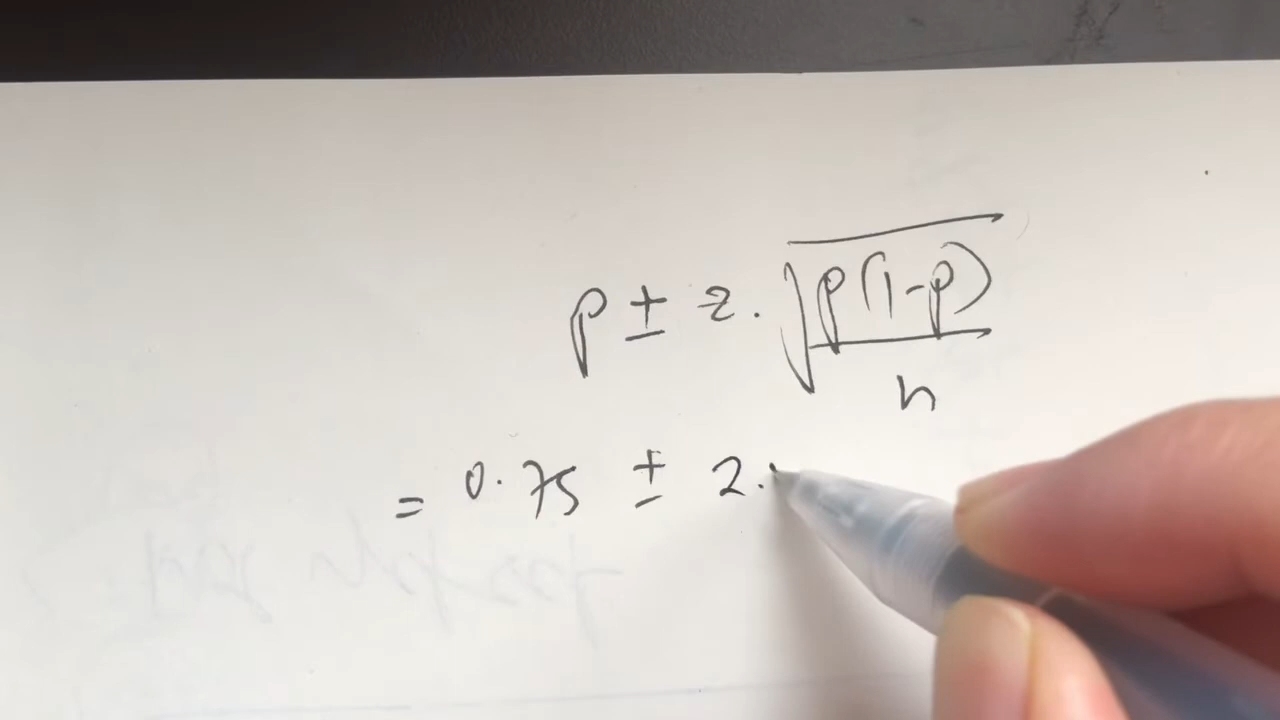 p ± z. √p(1-p)
n
= 0.75 ± 2.